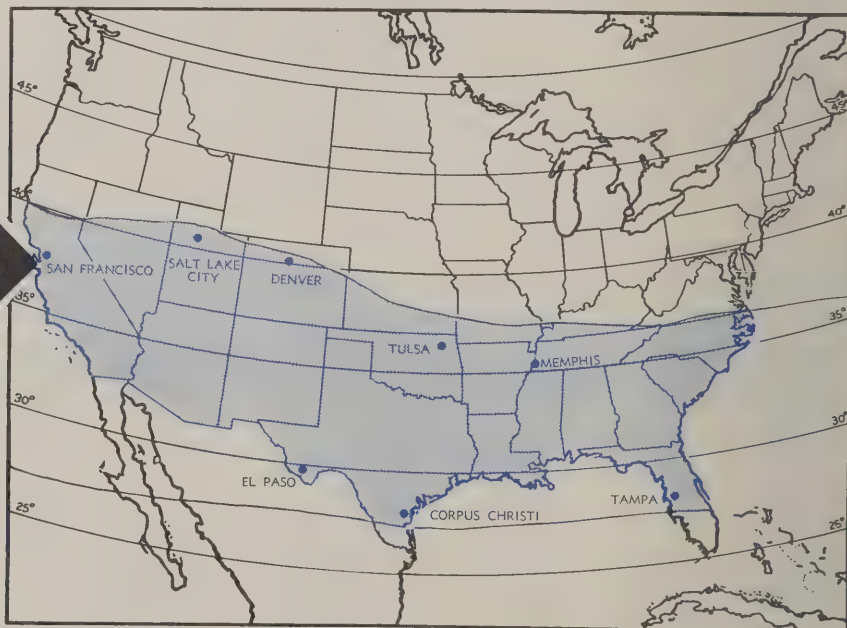 45°
45°
40°
40°
SAN FRANCISCO
SALT LAKE
CITY
DENVER
35°
35°
TULSA
MEMPHIS
30°
30°
EL PASO
CORPUS CHRISTI
TAMPA
25°
25°